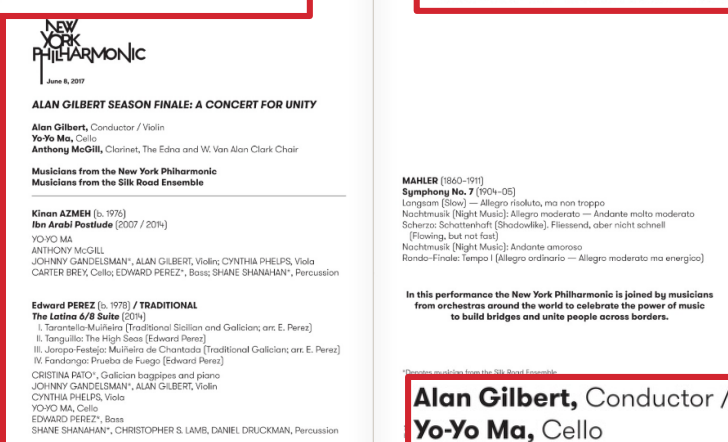 NEW
YORK
PHILHARMONIC
June 8, 2017
ALAN GILBERT SEASON FINALE: A CONCERT FOR UNITY
Alan Gilbert, Conductor / Violin
Yo-Yo Ma, Cello
Anthony McGill, Clarinet, The Edna and W. Van Alan Clark Chair
Musicians from the New York Piharmonic
Musicians from the Silk Road Ensemble
Kinan AZMEH (b. 1976)
Ibn Arabi Postlude (2007 / 2014)
YO-YO MA
ANTHONY McGILL
JOHNNY GANDELSMAN*, ALAN GILBERT, Violin; CYNTHIA PHELPS, Viola
CARTER BREY, Cello; EDWARD PEREZ*, Bass; SHANE SHANAHAN*, Percussion
Edward PEREZ (b. 1978) / TRADITIONAL
The Latina 6/8 Suite (2014)
I. Tarantella-Muiñeira (Traditional Sicilian and Galician; arr. E. Perez)
II. Tanguillo: The High Seas (Edward Perez)
III. Joropo-Festejo: Muiñeira de Chantada (Traditional Galician; arr. E. Perez)
IV. Fandango: Prueba de Fuego (Edward Perez)
CRISTINA PATO*, Galician bagpipes and piano
JOHNNY GANDELSMAN*, ALAN GILBERT, Violin
CYNTHIA PHELPS, Viola
YO-YO MA, Cello
EDWARD PEREZ*, Bass
SHANE SHANAHAN*, CHRISTOPHER S. LAMB, DANIEL DRUCKMAN, Percussion
MAHLER (1860–1911)
Symphony No. 7 (1904–05)
Langsam (Slow) — Allegro risoluto, ma non troppo
Nachtmusik (Night Music): Allegro moderato — Andante molto moderato
Scherzo: Schattenhaft (Shadowlike). Fliessend, aber nicht schnell
(Flowing, but not fast)
Nachtmusik (Night Music): Andante amoroso
Rondo-Finale: Tempo I (Allegro ordinario — Allegro moderato ma energico)
In this performance the New York Philharmonic is joined by musicians
from orchestras around the world to celebrate the power of music
to build bridges and unite people across borders.
*Denotes musician from the Silk Road Ensemble
Alan Gilbert, Conductor /
Yo-Yo Ma, Cello